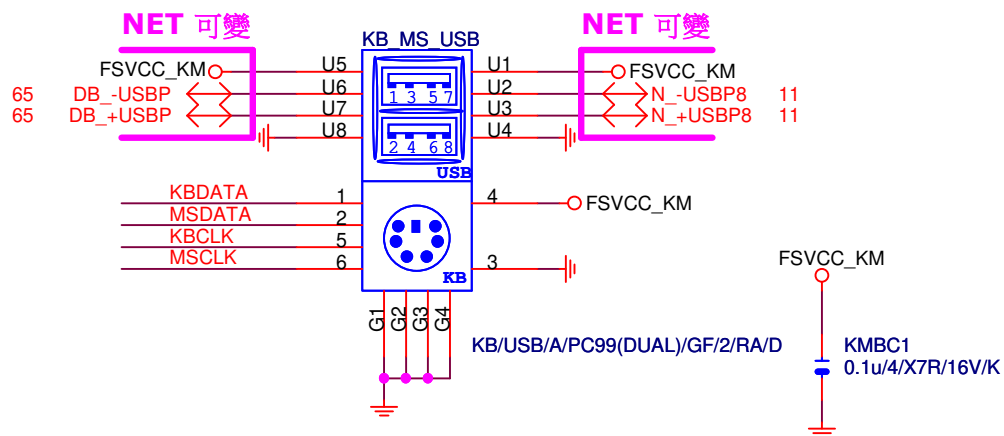 NET 可變
KB_MS_USB
NET 可變
FSVCC_KM
U5
U1
FSVCC_KM
65
DB_-USBP
U6
U2
N_-USBP8
11
65
DB_+USBP
U7
U3
N_+USBP8
11
U8
U4
1 3 5 7
2 4 6 8
USB
KBDATA
1
4
FSVCC_KM
MSDATA
2
KBCLK
5
MSCLK
6
3
KB
FSVCC_KM
G1
G2
G3
G4
KB/USB/A/PC99(DUAL)/GF/2/RA/D
KMBC1
0.1u/4/X7R/16V/K